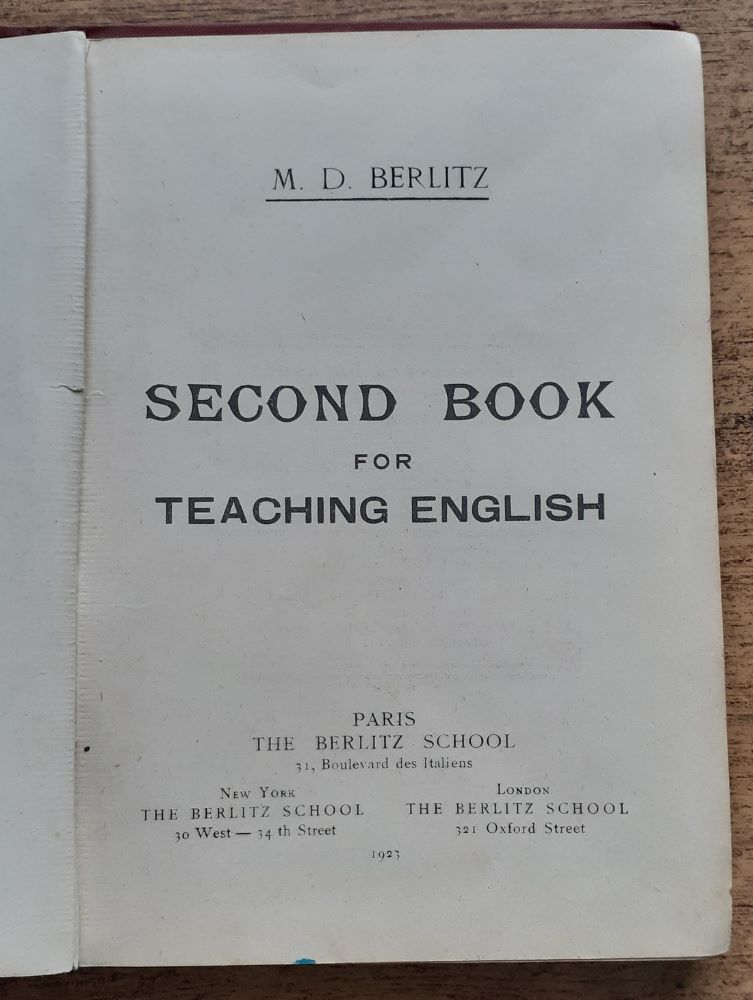 M. D. BERLITZ
SECOND BOOK
FOR
TEACHING ENGLISH
PARIS
THE BERLITZ SCHOOL
31, Boulevard des Italiens
NEW YORK
THE BERLITZ SCHOOL
30 West — 34 th Street
LONDON
THE BERLITZ SCHOOL
321 Oxford Street
1923